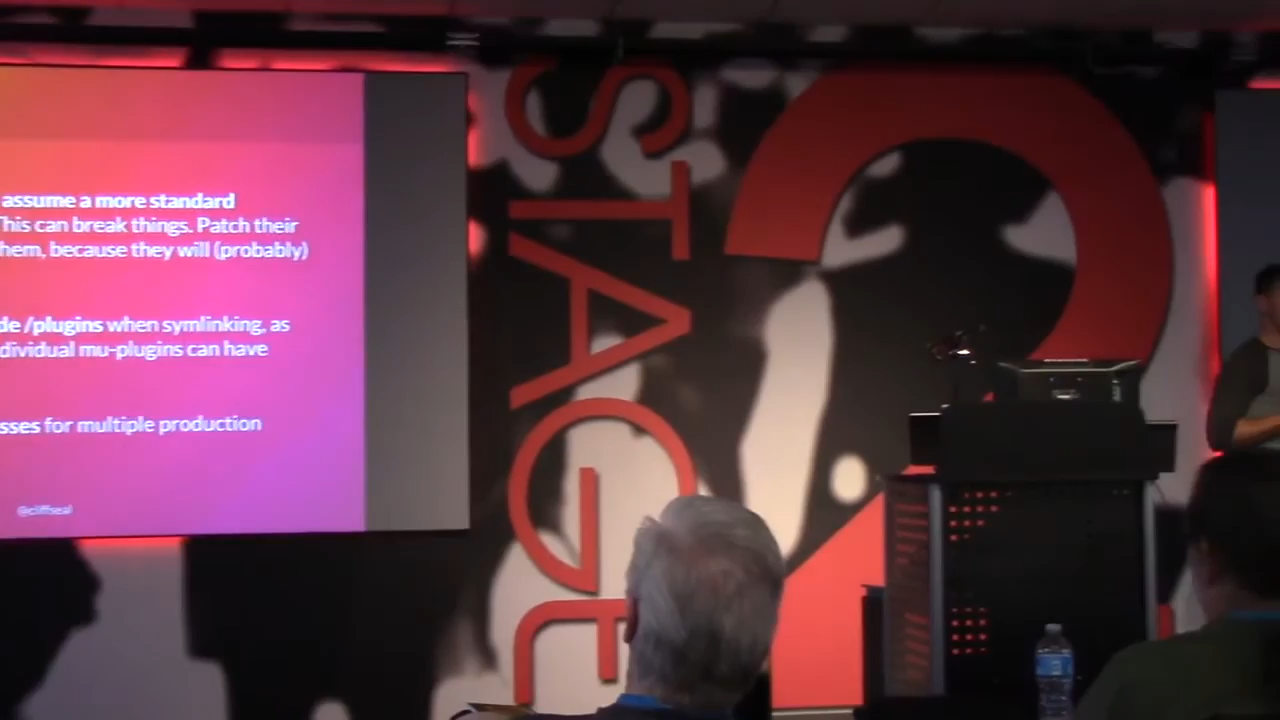 assume a more standard
This can break things. Patch their
hem, because they will (probably)
de /plugins when symlinking, as
dividual mu-plugins can have
sses for multiple production
@cliffseal
STAGE
2